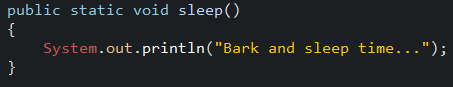 public static void sleep()
{
    System.out.println("Bark and sleep time...");
}